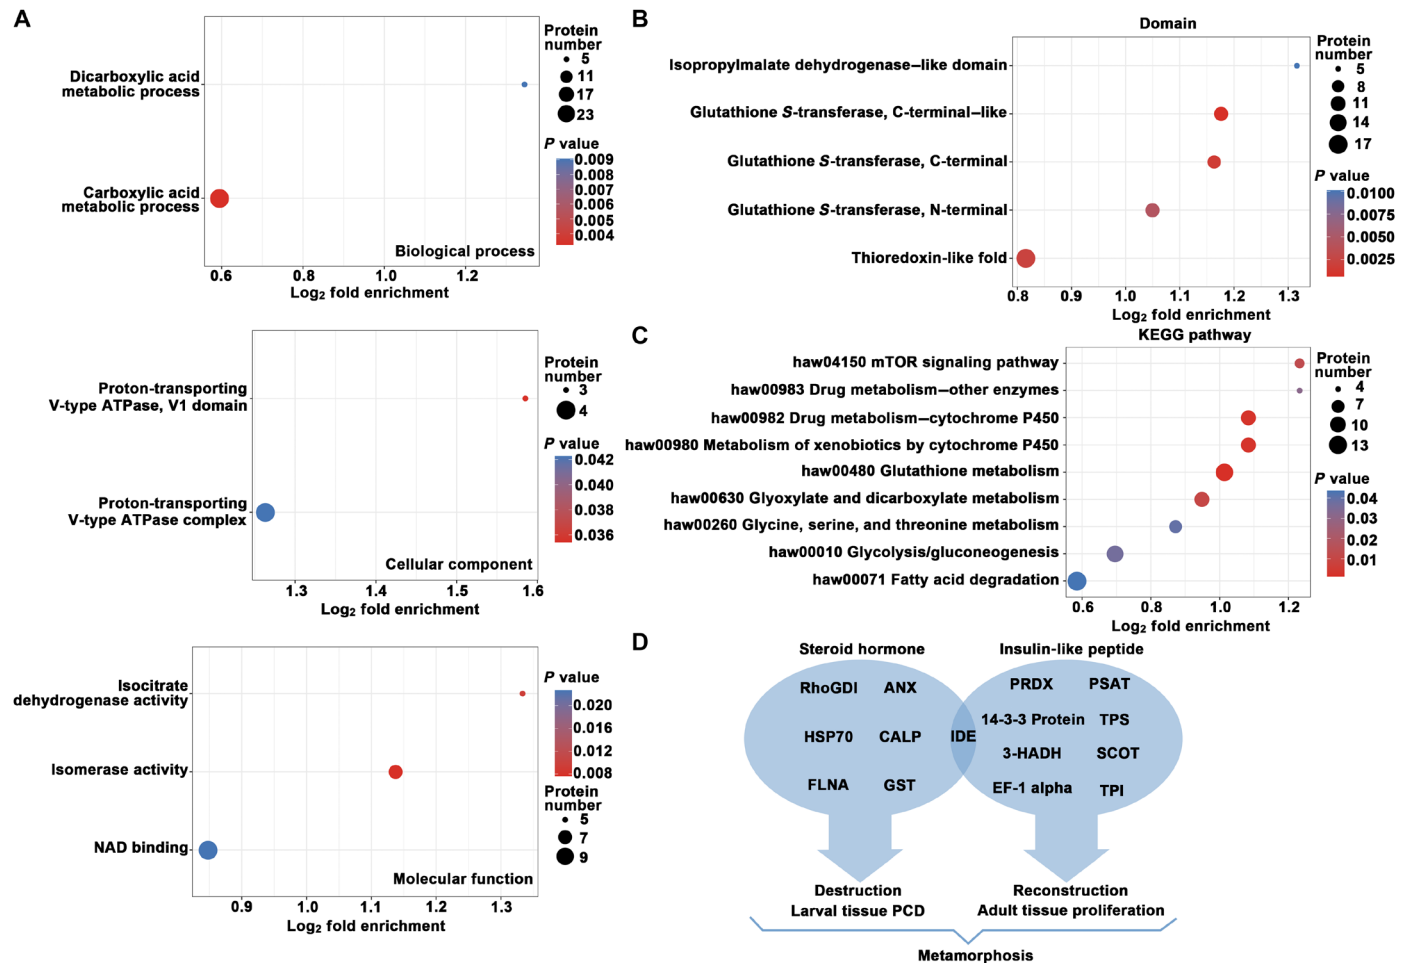 A
Dicarboxylic acid
metabolic process
Carboxylic acid
metabolic process
Biological process
0.6 0.8 1.0 1.2
Log2 fold enrichment
Protein
number
5
11
17
23
P value
0.009
0.008
0.007
0.006
0.005
0.004
Proton-transporting
V-type ATPase, V1 domain
Proton-transporting
V-type ATPase complex
Cellular component
1.3 1.4 1.5 1.6
Log2 fold enrichment
Protein
number
3
4
P value
0.042
0.040
0.038
0.036
Isocitrate
dehydrogenase activity
Isomerase activity
NAD binding
Molecular function
0.9 1.0 1.1 1.2 1.3
Log2 fold enrichment
P value
0.020
0.016
0.012
0.008
Protein
number
5
7
9
B
Domain
Isopropylmalate dehydrogenase–like domain
Glutathione S-transferase, C-terminal–like
Glutathione S-transferase, C-terminal
Glutathione S-transferase, N-terminal
Thioredoxin-like fold
0.8 0.9 1.0 1.1 1.2 1.3
Log2 fold enrichment
Protein
number
5
8
11
14
17
P value
0.0100
0.0075
0.0050
0.0025
C
KEGG pathway
haw04150 mTOR signaling pathway
haw00983 Drug metabolism–other enzymes
haw00982 Drug metabolism–cytochrome P450
haw00980 Metabolism of xenobiotics by cytochrome P450
haw00480 Glutathione metabolism
haw00630 Glyoxylate and dicarboxylate metabolism
haw00260 Glycine, serine, and threonine metabolism
haw00010 Glycolysis/gluconeogenesis
haw00071 Fatty acid degradation
0.6 0.8 1.0 1.2
Log2 fold enrichment
Protein
number
4
7
10
13
P value
0.04
0.03
0.02
0.01
D
Steroid hormone Insulin-like peptide
RhoGDI ANX PRDX PSAT
14-3-3 Protein TPS
HSP70 CALP IDE
3-HADH SCOT
FLNA GST EF-1 alpha TPI
Destruction Reconstruction
Larval tissue PCD Adult tissue proliferation
Metamorphosis